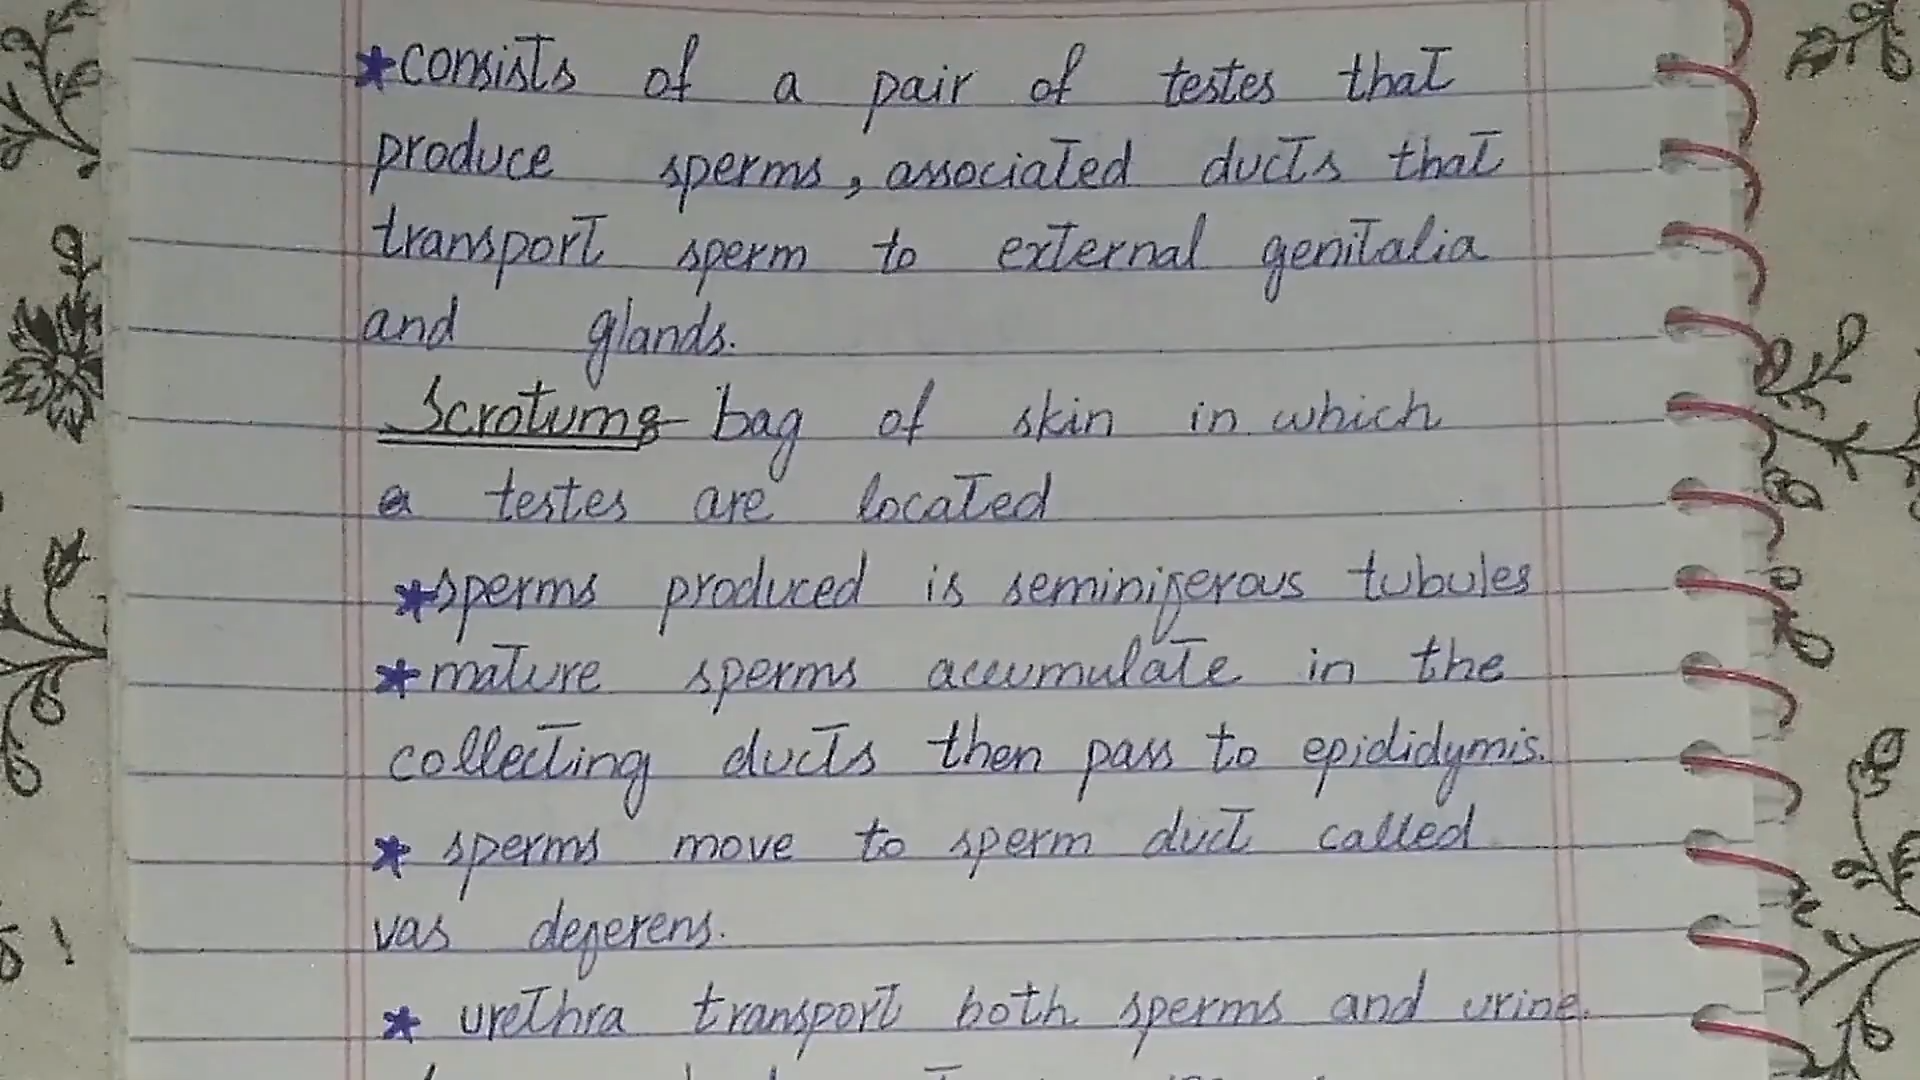 *consists of a pair of testes that
produce sperms, associated ducts that
transport sperm to external genitalia
and glands.
Scrotum:- bag of skin in which
testes are located
*sperms produced is seminiferous tubules
*mature sperms accumulate in the
collecting ducts then pass to epididymis.
* sperms move to sperm duct called
vas deferens.
* urethra transport both sperms and urine.